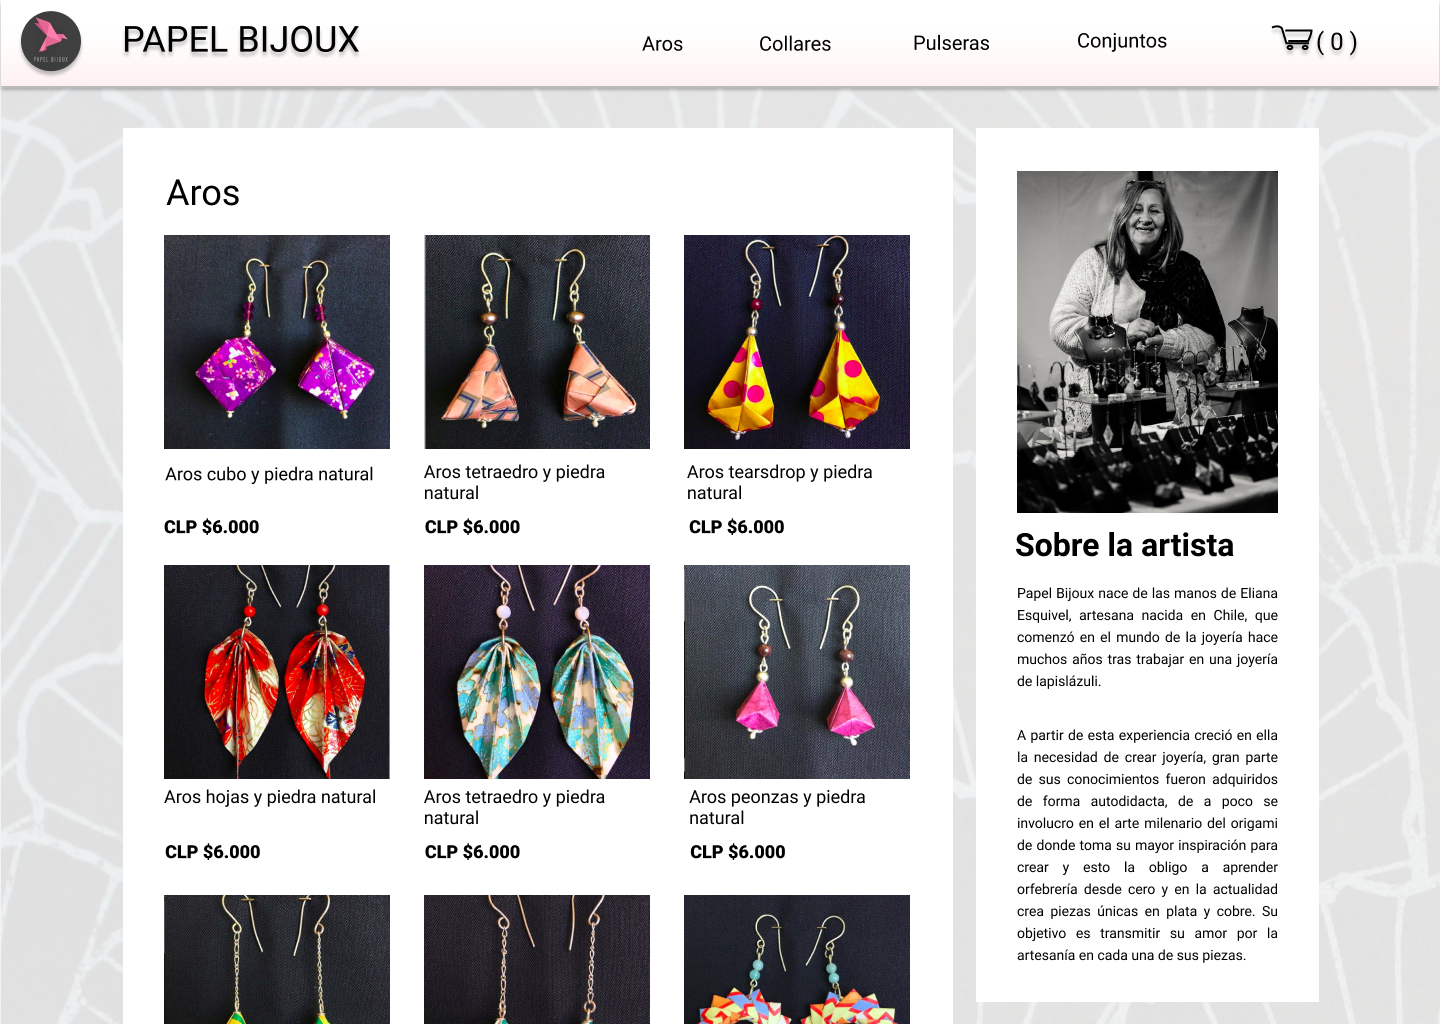 PAPEL BIJOUX
PAPEL BIJOUX
Aros
Collares
Pulseras
Conjuntos
( 0 )
Aros
Aros cubo y piedra natural
CLP $6.000
Aros tetraedro y piedra
natural
CLP $6.000
Aros tearsdrop y piedra
natural
CLP $6.000
Aros hojas y piedra natural
CLP $6.000
Aros tetraedro y piedra
natural
CLP $6.000
Aros peonzas y piedra
natural
CLP $6.000
Sobre la artista
Papel Bijoux nace de las manos de Eliana
Esquivel, artesana nacida en Chile, que
comenzó en el mundo de la joyería hace
muchos años tras trabajar en una joyería
de lapislázuli.
A partir de esta experiencia creció en ella
la necesidad de crear joyería, gran parte
de sus conocimientos fueron adquiridos
de forma autodidacta, de a poco se
involucro en el arte milenario del origami
de donde toma su mayor inspiración para
crear y esto la obligo a aprender
orfebrería desde cero y en la actualidad
crea piezas únicas en plata y cobre. Su
objetivo es transmitir su amor por la
artesanía en cada una de sus piezas.